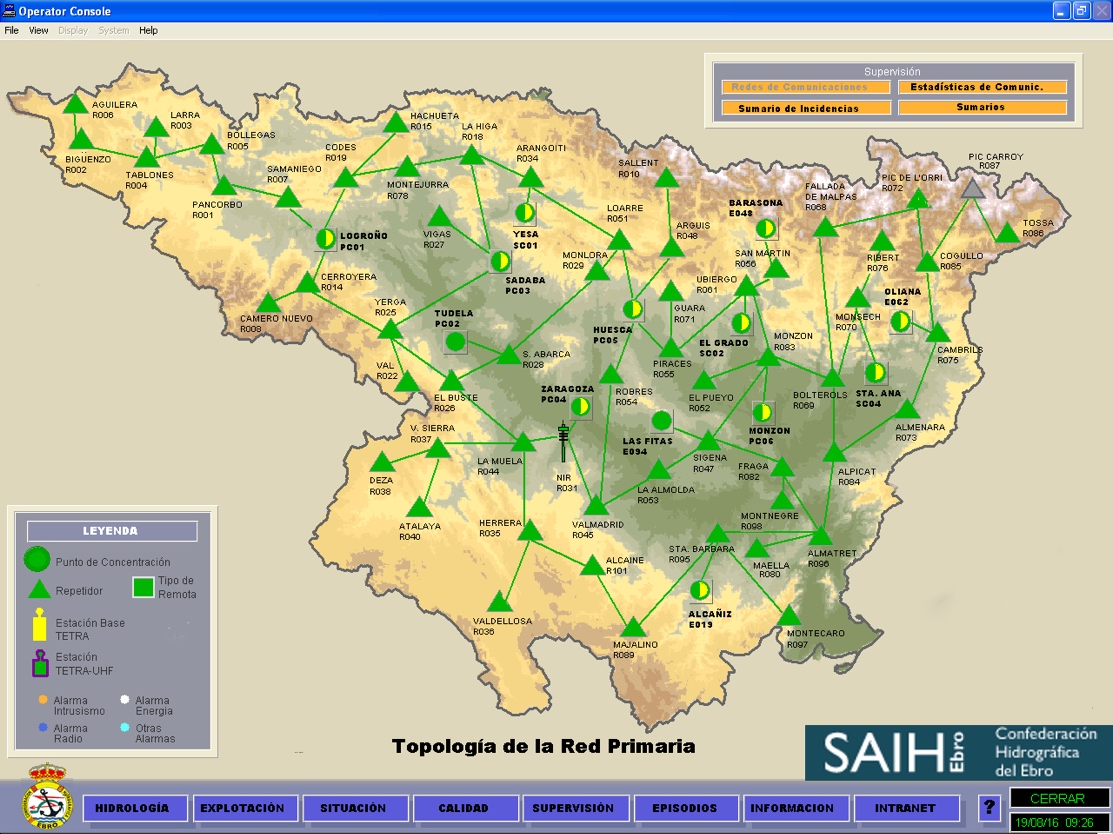 Operator Console
File View Display System Help
Supervisión
Redes de Comunicaciones
Estadísticas de Comunic.
Sumario de Incidencias
Sumarios
AGUILERA
R006
LARRA
R003
BOLLEGAS
R005
BIGÜENZO
R002
TABLONES
R004
SAMANIEGO
R007
PANCORBO
R001
CODES
R019
HACHUETA
R015
LA HIGA
R018
MONTEJURRA
R078
ARANGOITI
R034
SALLENT
R010
LOARRE
R051
ARGUIS
R048
BARASONA
E048
FALLADA
DE MALPAS
R068
PIC DE L'ORRI
R072
PIC CARROY
R087
TOSSA
R086
COGULLO
R085
RIBERT
R076
SAN MARTIN
R056
UBIERGO
R061
LOGROÑO
PC01
VIGAS
R027
YESA
SC01
SADABA
PC03
MONLORA
R029
CERROYERA
R014
CAMERO NUEVO
R008
YERGA
R025
TUDELA
PC02
HUESCA
PC05
GUARA
R071
EL GRADO
SC02
MONZON
R083
MONSECH
R070
OLIANA
E062
CAMBRILS
R075
S. ABARCA
R028
PIRACES
R055
VAL
R022
EL BUSTE
R026
ZARAGOZA
PC04
ROBRES
R054
EL PUEYO
R052
BOLTEROLS
R069
STA. ANA
SC04
MONZON
PC06
ALMENARA
R073
V. SIERRA
R037
LAS FITAS
E094
SIGENA
R047
LA MUELA
R044
FRAGA
R082
ALPICAT
R084
DEZA
R038
NIR
R031
LA ALMOLDA
R053
ATALAYA
R040
HERRERA
R035
VALMADRID
R045
MONTNEGRE
R098
STA. BARBARA
R095
MAELLA
R080
ALMATRET
R096
ALCAINE
R101
ALCAÑIZ
E019
VALDELLOSA
R036
MAJALINO
R089
MONTECARO
R097
LEYENDA
Punto de Concentración
Repetidor
Tipo de
Remota
Estación Base
TETRA
Estación
TETRA-UHF
Alarma
Intrusismo
Alarma
Energia
Alarma
Radio
Otras
Alarmas
Topología de la Red Primaria
SAIH Ebro
Confederación
Hidrográfica
del Ebro
EBRO
HIDROLOGÍA
EXPLOTACIÓN
SITUACIÓN
CALIDAD
SUPERVISIÓN
EPISODIOS
INFORMACION
INTRANET
?
CERRAR
19/08/16 09:26